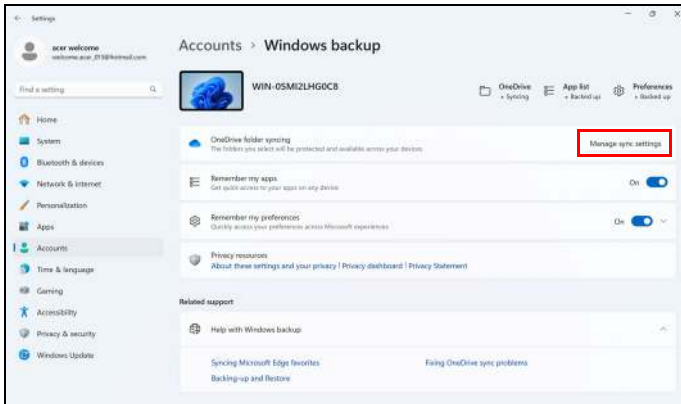 Settings
acer welcome
Find a setting
Home
System
Bluetooth & devices
Network & internet
Personalization
Apps
Accounts
Time & language
Gaming
Accessibility
Privacy & security
Windows Update
Accounts > Windows backup
WIN-0SMI2LHG0C8
OneDrive
• Syncing
App list
• Backed up
Preferences
• Backed up
OneDrive folder syncing
The folders you select will be protected and available across your devices
Manage sync settings
Remember my apps
Get quick access to your apps on any device
On
Remember my preferences
Quickly access your preferences across Microsoft experiences
On
Privacy resources
About these settings and your privacy | Privacy dashboard | Privacy Statement
Related support
Help with Windows backup
Syncing Microsoft Edge favorites
Fixing OneDrive sync problems
Backing-up and Restore